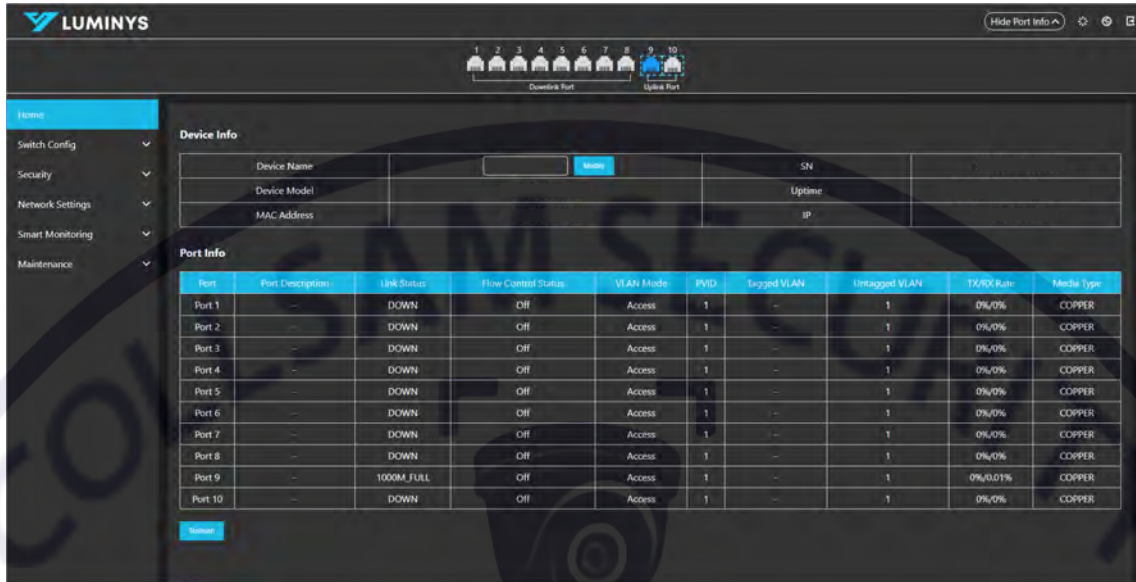 LUMINYS
Hide Port Info
1 2 3 4 5 6 7 8 9 10
Downlink Port Uplink Port
Home
Switch Config
Security
Network Settings
Smart Monitoring
Maintenance
Device Info
Device Name Modify SN
Device Model Uptime
MAC Address IP
Port Info
Port Port Description Link Status Flow Control Status VLAN Mode PVID Tagged VLAN Untagged VLAN TX/RX Rate Media Type
Port 1 -- DOWN Off Access 1 -- 1 0%/0% COPPER
Port 2 -- DOWN Off Access 1 -- 1 0%/0% COPPER
Port 3 -- DOWN Off Access 1 -- 1 0%/0% COPPER
Port 4 -- DOWN Off Access 1 -- 1 0%/0% COPPER
Port 5 -- DOWN Off Access 1 -- 1 0%/0% COPPER
Port 6 -- DOWN Off Access 1 -- 1 0%/0% COPPER
Port 7 -- DOWN Off Access 1 -- 1 0%/0% COPPER
Port 8 -- DOWN Off Access 1 -- 1 0%/0% COPPER
Port 9 -- 1000M_FULL Off Access 1 -- 1 0%/0.01% COPPER
Port 10 -- DOWN Off Access 1 -- 1 0%/0% COPPER
Refresh